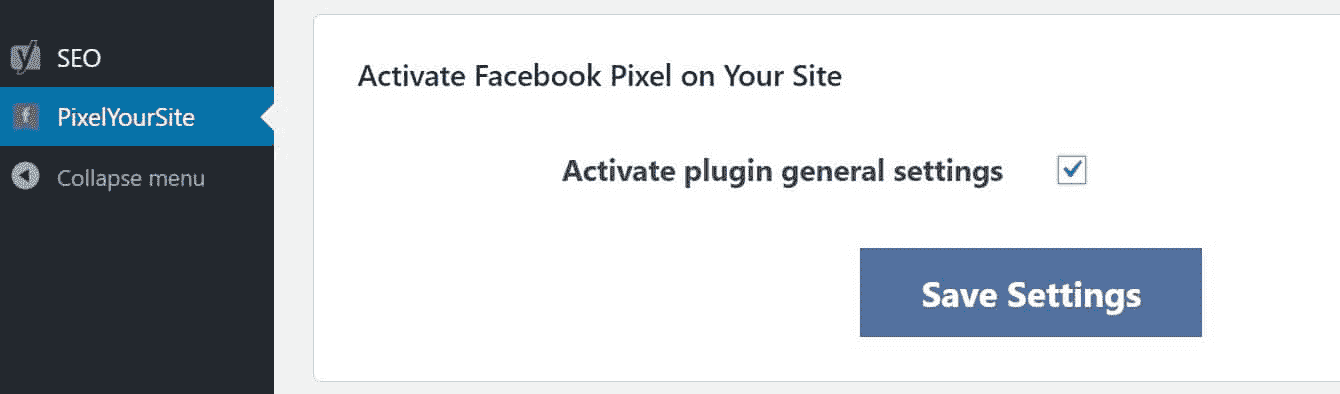 SEO
PixelYourSite
Collapse menu
Activate Facebook Pixel on Your Site
Activate plugin general settings
Save Settings